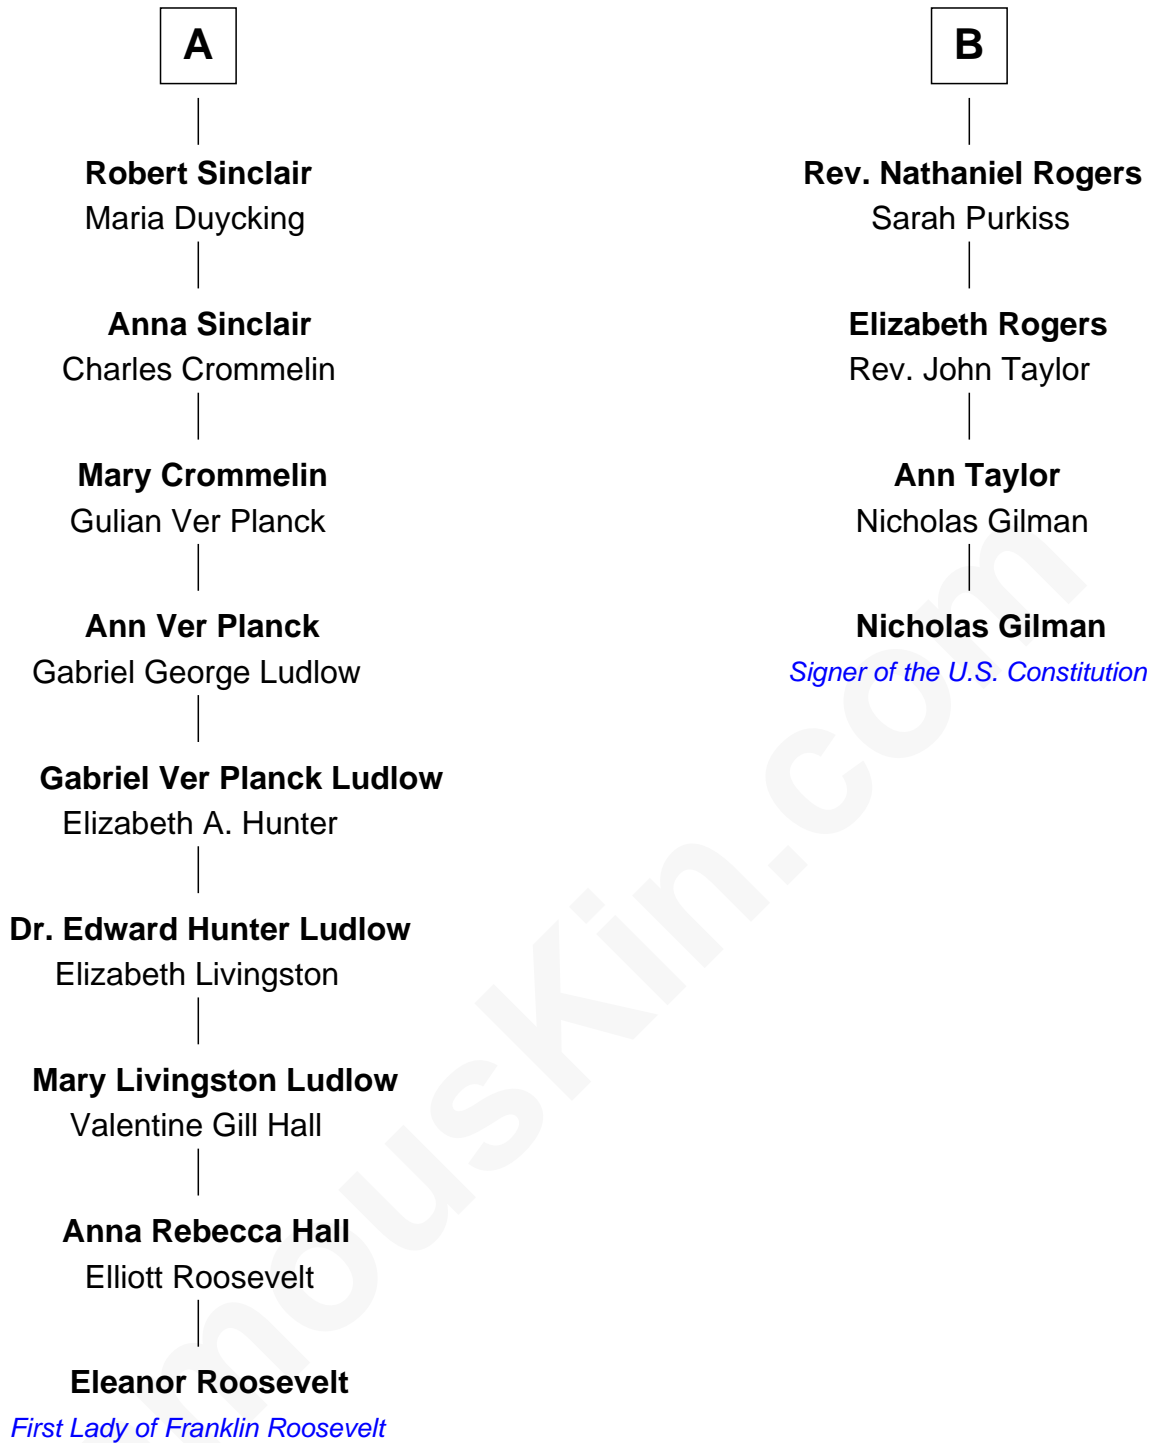 A
Robert Sinclair
Maria Duycking
Anna Sinclair
Charles Crommelin
Mary Crommelin
Gulian Ver Planck
Ann Ver Planck
Gabriel George Ludlow
Gabriel Ver Planck Ludlow
Elizabeth A. Hunter
Dr. Edward Hunter Ludlow
Elizabeth Livingston
Mary Livingston Ludlow
Valentine Gill Hall
Anna Rebecca Hall
Elliott Roosevelt
Eleanor Roosevelt
First Lady of Franklin Roosevelt
B
Rev. Nathaniel Rogers
Sarah Purkiss
Elizabeth Rogers
Rev. John Taylor
Ann Taylor
Nicholas Gilman
Nicholas Gilman
Signer of the U.S. Constitution
mousKin.com